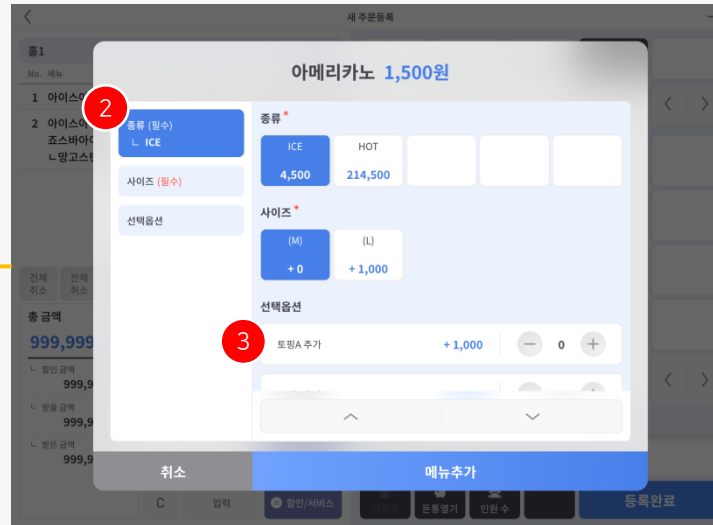 새 주문등록
홀1
No. 메뉴
1 아이스아
2 아이스아
죠스바아이
ㄴ망고스틴
전체
취소
전체
취소
총 금액
999,999
ㄴ 할인 금액
999,9
ㄴ 받을 금액
999,9
ㄴ 받은 금액
999,9
아메리카노 1,500원
2
종류 (필수)
ㄴ ICE
사이즈 (필수)
선택옵션
종류 *
ICE
HOT
4,500
214,500
사이즈 *
(M)
(L)
+ 0
+ 1,000
선택옵션
3
토핑A 추가
+ 1,000
0
취소
메뉴추가
C
입력
할인/서비스
돈통열기
인원 수
등록완료